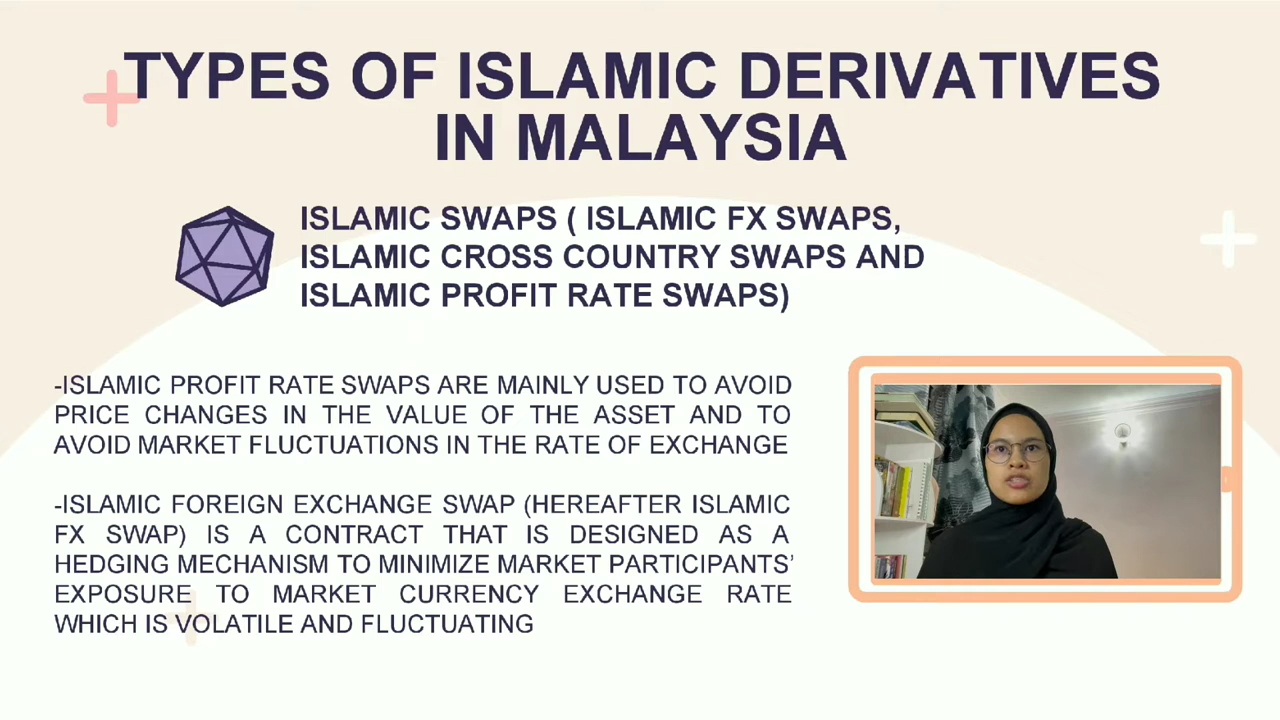 TYPES OF ISLAMIC DERIVATIVES
IN MALAYSIA
ISLAMIC SWAPS ( ISLAMIC FX SWAPS,
ISLAMIC CROSS COUNTRY SWAPS AND
ISLAMIC PROFIT RATE SWAPS)
-ISLAMIC PROFIT RATE SWAPS ARE MAINLY USED TO AVOID
PRICE CHANGES IN THE VALUE OF THE ASSET AND TO
AVOID MARKET FLUCTUATIONS IN THE RATE OF EXCHANGE
-ISLAMIC FOREIGN EXCHANGE SWAP (HEREAFTER ISLAMIC
FX SWAP) IS A CONTRACT THAT IS DESIGNED AS A
HEDGING MECHANISM TO MINIMIZE MARKET PARTICIPANTS’
EXPOSURE TO MARKET CURRENCY EXCHANGE RATE
WHICH IS VOLATILE AND FLUCTUATING